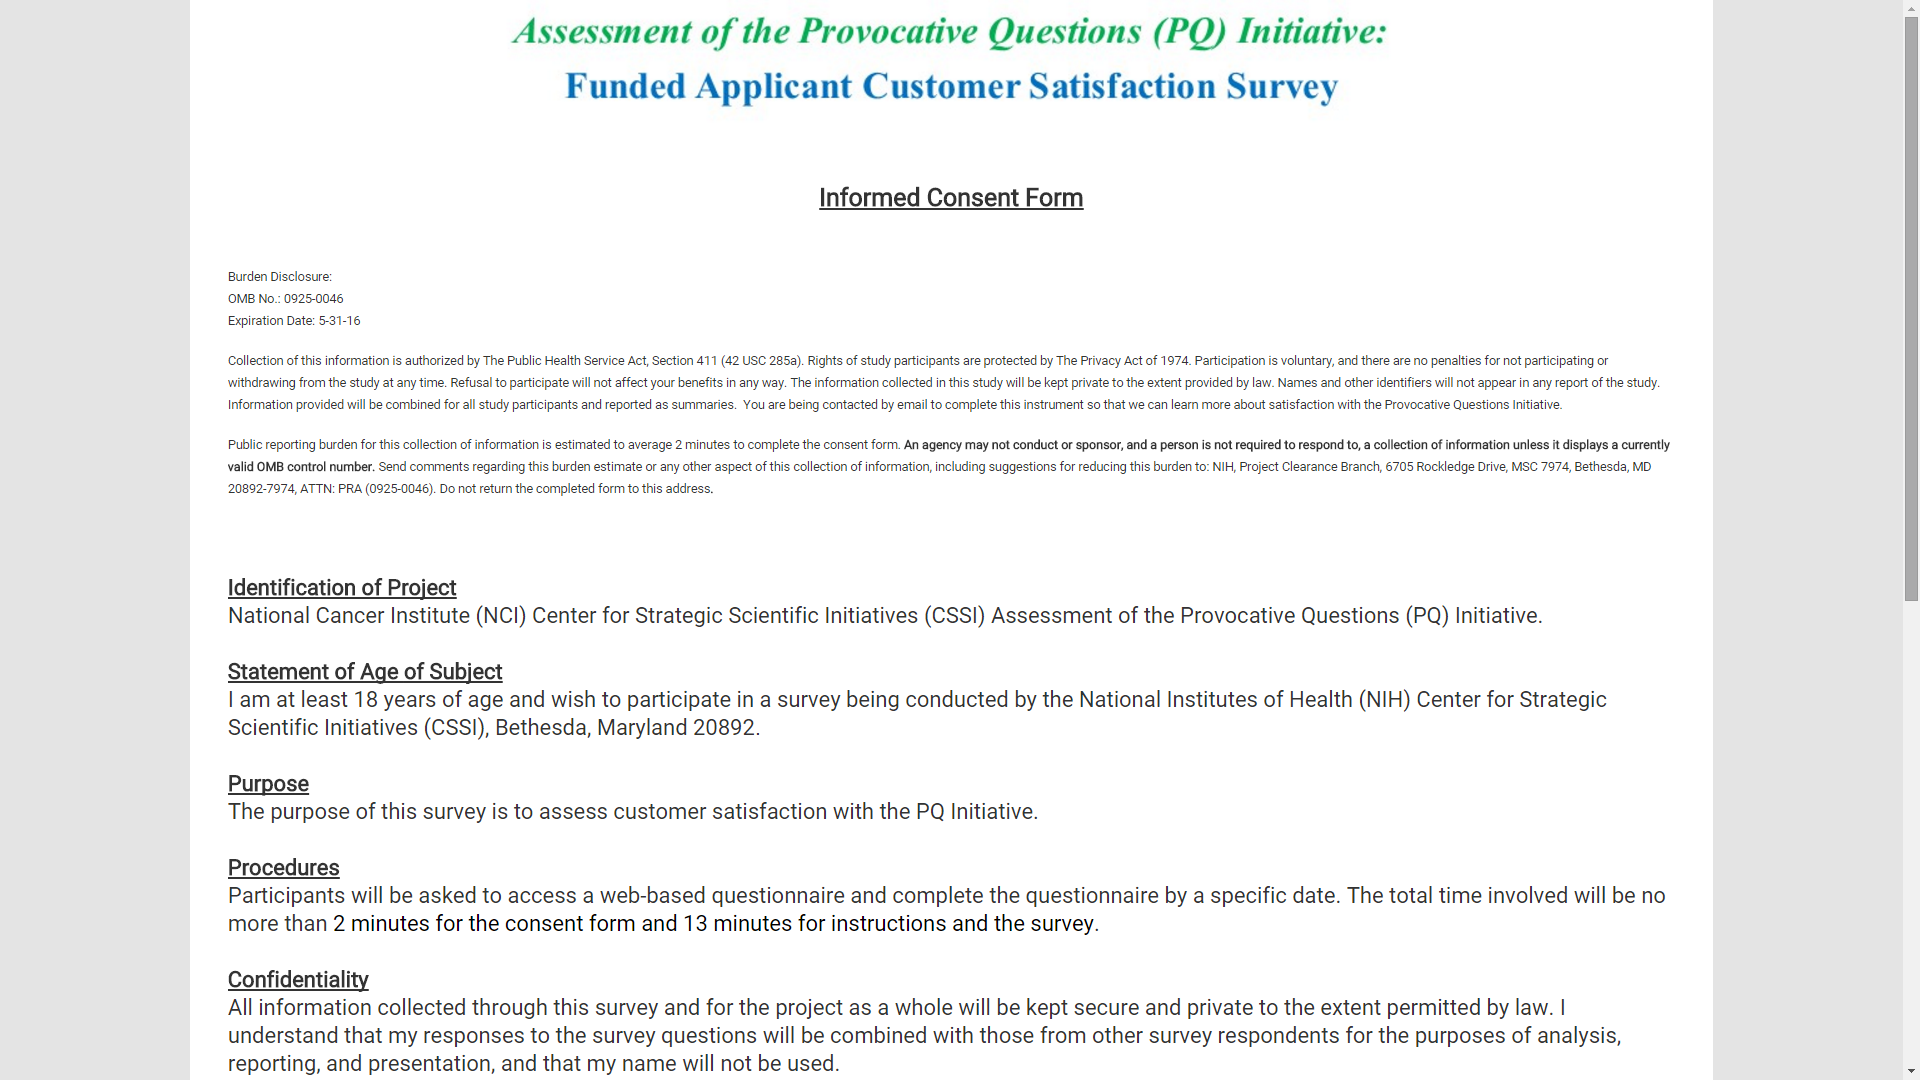 Assessment of the Provocative Questions (PQ) Initiative:
Funded Applicant Customer Satisfaction Survey
Informed Consent Form
Burden Disclosure:
OMB No.: 0925-0046
Expiration Date: 5-31-16
Collection of this information is authorized by The Public Health Service Act, Section 411 (42 USC 285a). Rights of study participants are protected by The Privacy Act of 1974. Participation is voluntary, and there are no penalties for not participating or
withdrawing from the study at any time. Refusal to participate will not affect your benefits in any way. The information collected in this study will be kept private to the extent provided by law. Names and other identifiers will not appear in any report of the study.
Information provided will be combined for all study participants and reported as summaries.  You are being contacted by email to complete this instrument so that we can learn more about satisfaction with the Provocative Questions Initiative.
Public reporting burden for this collection of information is estimated to average 2 minutes to complete the consent form. An agency may not conduct or sponsor, and a person is not required to respond to, a collection of information unless it displays a currently
valid OMB control number. Send comments regarding this burden estimate or any other aspect of this collection of information, including suggestions for reducing this burden to: NIH, Project Clearance Branch, 6705 Rockledge Drive, MSC 7974, Bethesda, MD
20892-7974, ATTN: PRA (0925-0046). Do not return the completed form to this address.
Identification of Project
National Cancer Institute (NCI) Center for Strategic Scientific Initiatives (CSSI) Assessment of the Provocative Questions (PQ) Initiative.
Statement of Age of Subject
I am at least 18 years of age and wish to participate in a survey being conducted by the National Institutes of Health (NIH) Center for Strategic
Scientific Initiatives (CSSI), Bethesda, Maryland 20892.
Purpose
The purpose of this survey is to assess customer satisfaction with the PQ Initiative.
Procedures
Participants will be asked to access a web-based questionnaire and complete the questionnaire by a specific date. The total time involved will be no
more than 2 minutes for the consent form and 13 minutes for instructions and the survey.
Confidentiality
All information collected through this survey and for the project as a whole will be kept secure and private to the extent permitted by law. I
understand that my responses to the survey questions will be combined with those from other survey respondents for the purposes of analysis,
reporting, and presentation, and that my name will not be used.